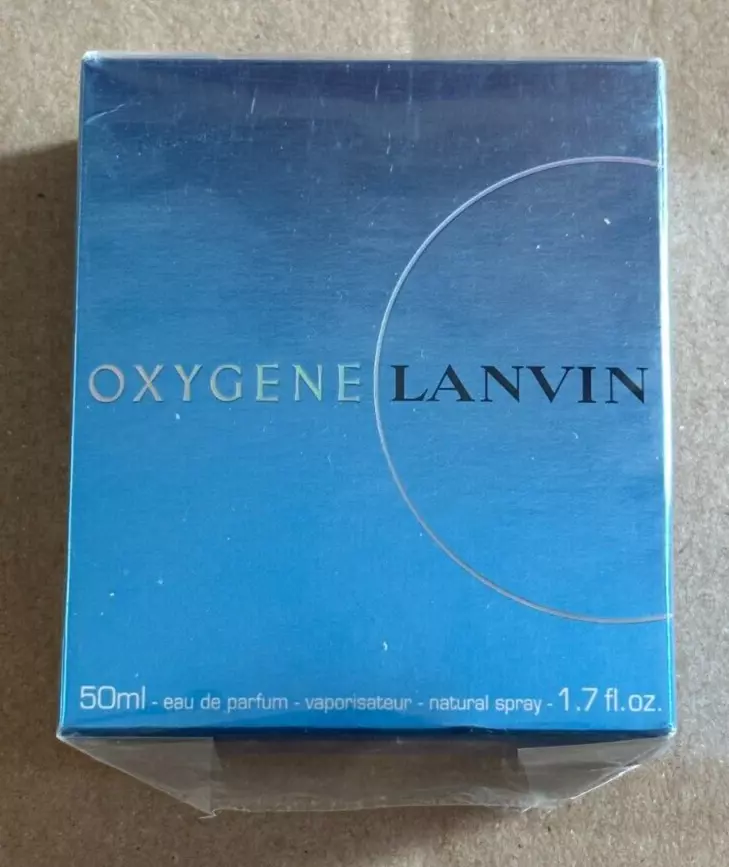 OXYGENE LANVIN
50ml - eau de parfum - vaporisateur - natural spray - 1.7 fl.oz.